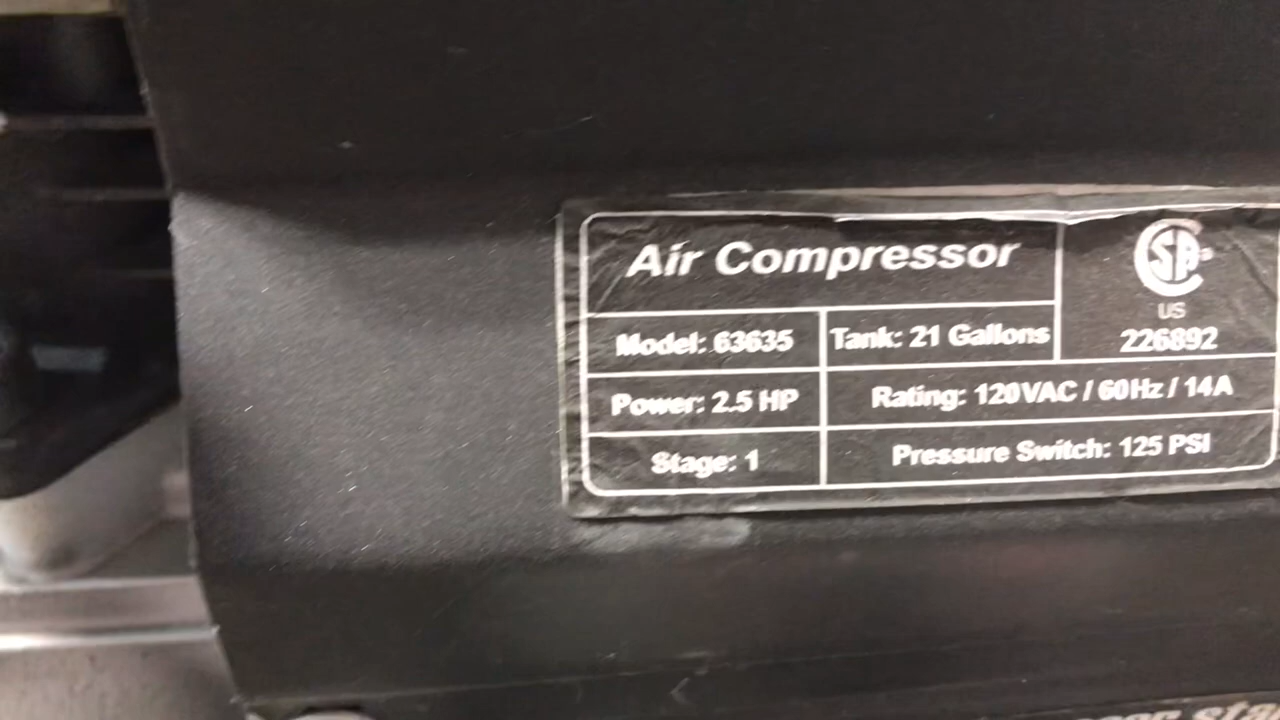 Air Compressor
SA US
226892
Model: 63635 Tank: 21 Gallons
Power: 2.5 HP Rating: 120VAC / 60Hz / 14A
Stage: 1 Pressure Switch: 125 PSI